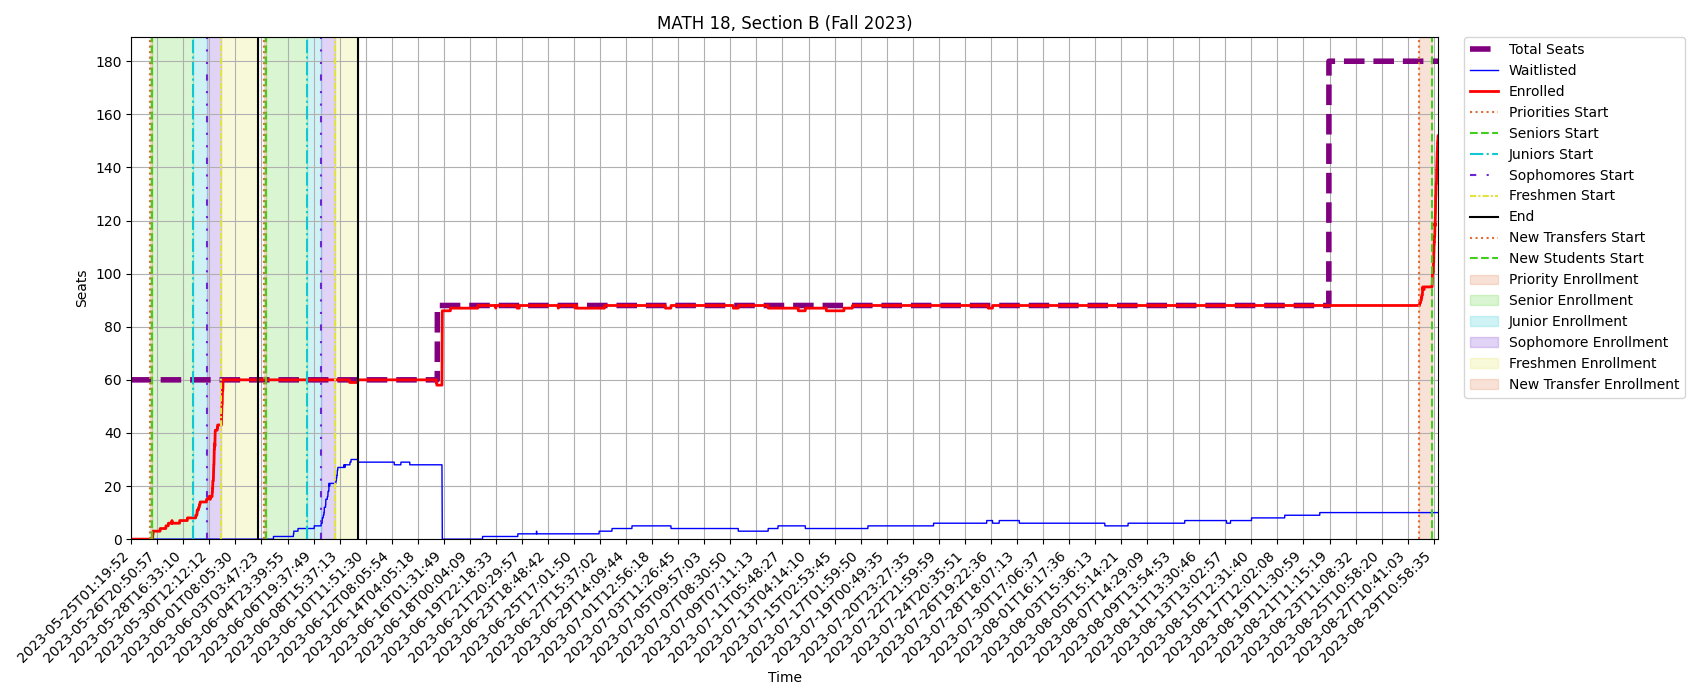 MATH 18, Section B (Fall 2023)
Seats
180
160
140
120
100
80
60
40
20
0
2023-05-25T01:19:52
2023-05-26T20:50:57
2023-05-28T16:33:10
2023-05-30T12:12:12
2023-06-01T08:05:30
2023-06-03T03:47:23
2023-06-04T23:39:55
2023-06-06T19:37:49
2023-06-08T15:37:13
2023-06-10T11:51:30
2023-06-12T08:05:54
2023-06-14T04:05:18
2023-06-16T01:31:49
2023-06-18T00:04:09
2023-06-19T22:18:33
2023-06-21T20:29:57
2023-06-23T18:48:42
2023-06-25T17:01:50
2023-06-27T15:37:02
2023-06-29T14:09:44
2023-07-01T12:56:18
2023-07-03T11:26:45
2023-07-05T09:57:03
2023-07-07T08:30:50
2023-07-09T07:11:13
2023-07-11T05:48:27
2023-07-13T04:14:10
2023-07-15T02:53:45
2023-07-17T01:59:50
2023-07-19T00:49:35
2023-07-20T23:27:35
2023-07-22T21:59:59
2023-07-24T20:35:51
2023-07-26T19:22:36
2023-07-28T18:07:13
2023-07-30T17:06:37
2023-08-01T16:17:36
2023-08-03T15:36:13
2023-08-05T15:14:21
2023-08-07T14:29:09
2023-08-09T13:54:53
2023-08-11T13:30:46
2023-08-13T13:02:57
2023-08-15T12:31:40
2023-08-17T12:02:08
2023-08-19T11:30:59
2023-08-21T11:15:19
2023-08-23T11:08:32
2023-08-25T10:58:20
2023-08-27T10:41:03
2023-08-29T10:58:35
Time
Total Seats
Waitlisted
Enrolled
Priorities Start
Seniors Start
Juniors Start
Sophomores Start
Freshmen Start
End
New Transfers Start
New Students Start
Priority Enrollment
Senior Enrollment
Junior Enrollment
Sophomore Enrollment
Freshmen Enrollment
New Transfer Enrollment